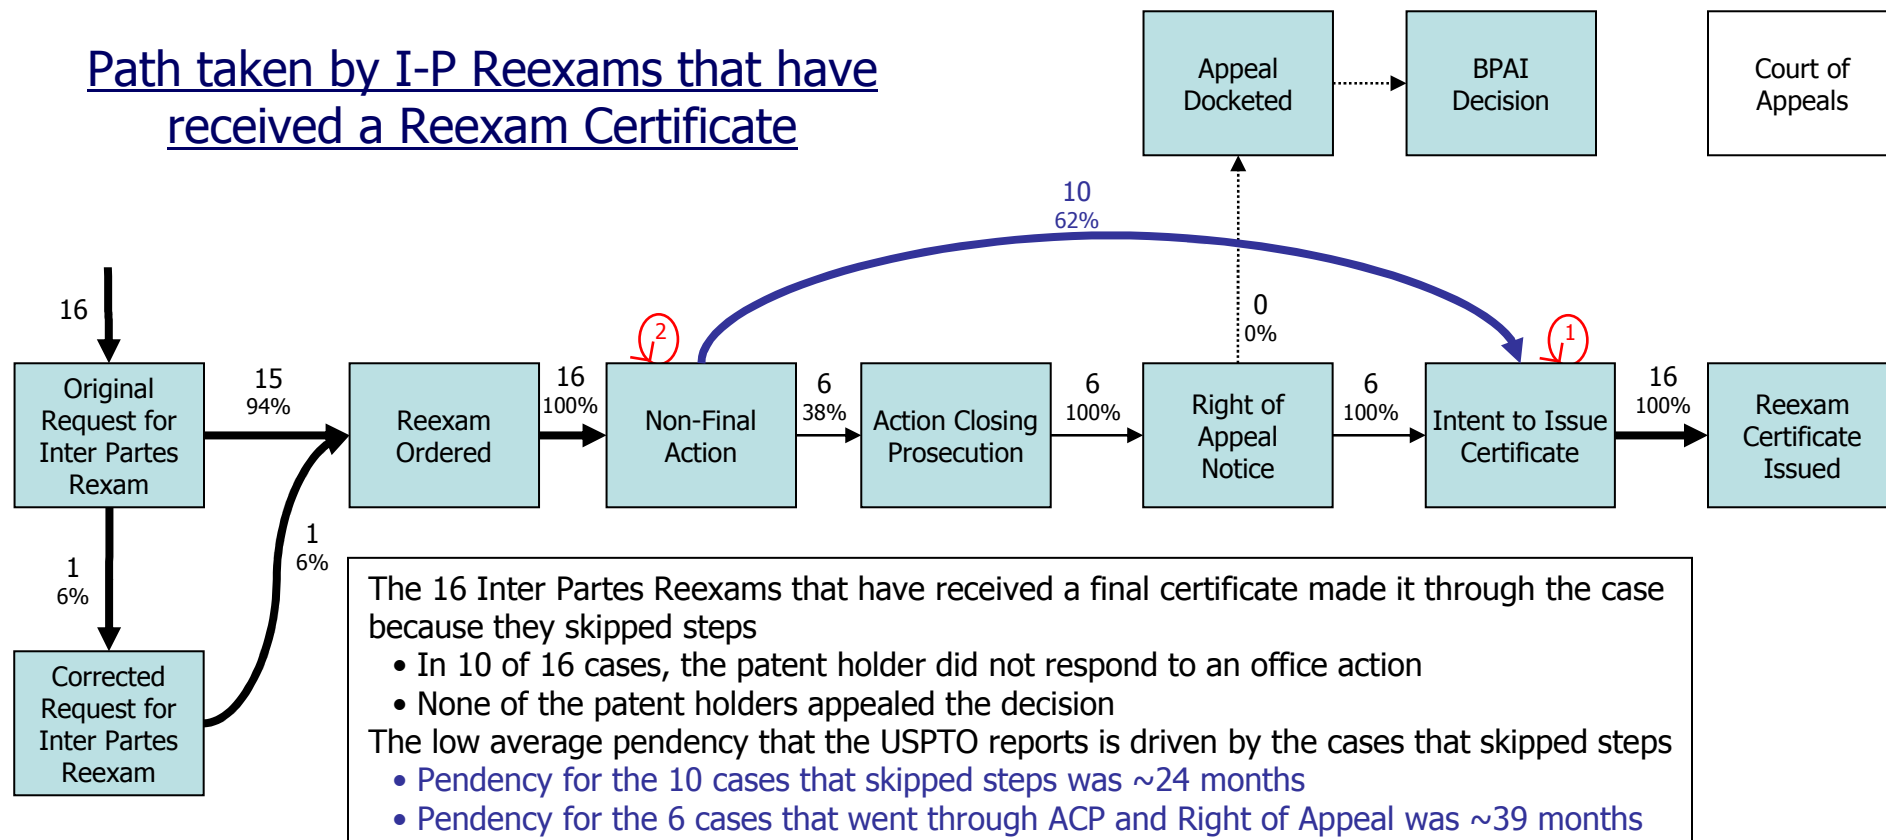 Path taken by I-P Reexams that have
received a Reexam Certificate
Appeal
Docketed
BPAI
Decision
Court of
Appeals
10
62%
16
0
0%
2
1
Original
Request for
Inter Partes
Rexam
15
94%
Reexam
Ordered
16
100%
Non-Final
Action
6
38%
Action Closing
Prosecution
6
100%
Right of
Appeal
Notice
6
100%
Intent to Issue
Certificate
16
100%
Reexam
Certificate
Issued
1
6%
1
6%
Corrected
Request for
Inter Partes
Reexam
The 16 Inter Partes Reexams that have received a final certificate made it through the case
because they skipped steps
• In 10 of 16 cases, the patent holder did not respond to an office action
• None of the patent holders appealed the decision
The low average pendency that the USPTO reports is driven by the cases that skipped steps
• Pendency for the 10 cases that skipped steps was ~24 months
• Pendency for the 6 cases that went through ACP and Right of Appeal was ~39 months